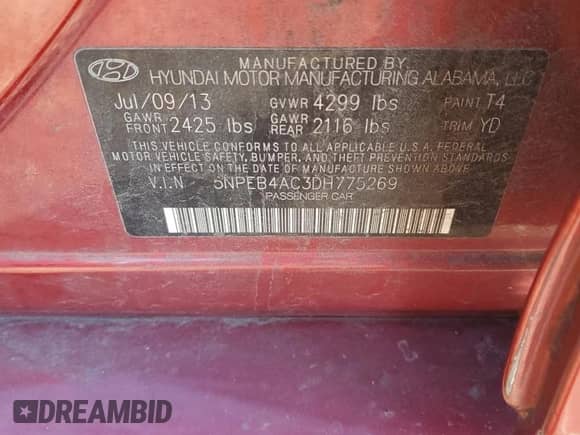 MANUFACTURED BY
HYUNDAI MOTOR MANUFACTURING ALABAMA, LLC
Jul/09/13 GVWR 4299 lbs PAINT T4
GAWR FRONT 2425 lbs GAWR REAR 2116 lbs TRIM YD
THIS VEHICLE CONFORMS TO ALL APPLICABLE U.S.A. FEDERAL
MOTOR VEHICLE SAFETY, BUMPER, AND THEFT PREVENTION
STANDARDS IN EFFECT ON THE DATE OF MANUFACTURE SHOWN ABOVE.
V.I.N 5NPEB4AC3DH775269
PASSENGER CAR
DREAMBID